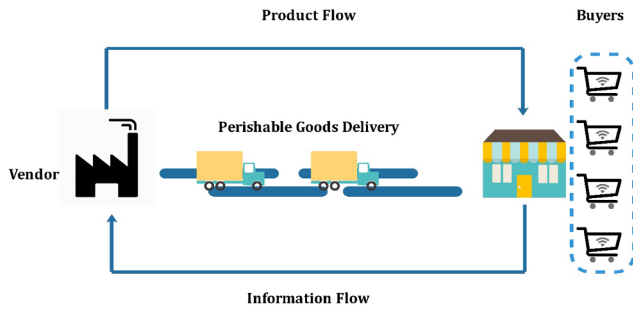 Product Flow
Buyers
Perishable Goods Delivery
Vendor
Information Flow